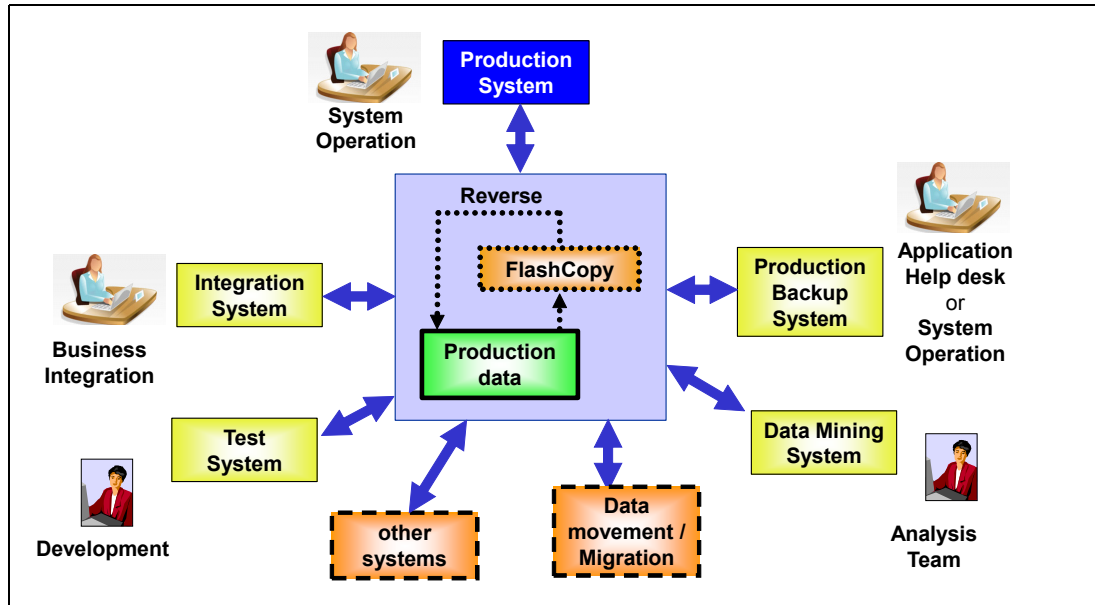 Production
System
System
Operation
Reverse
FlashCopy
Production
data
Integration
System
Business
Integration
Production
Backup
System
Application
Help desk
or
System
Operation
Test
System
Development
other
systems
Data
movement /
Migration
Data Mining
System
Analysis
Team